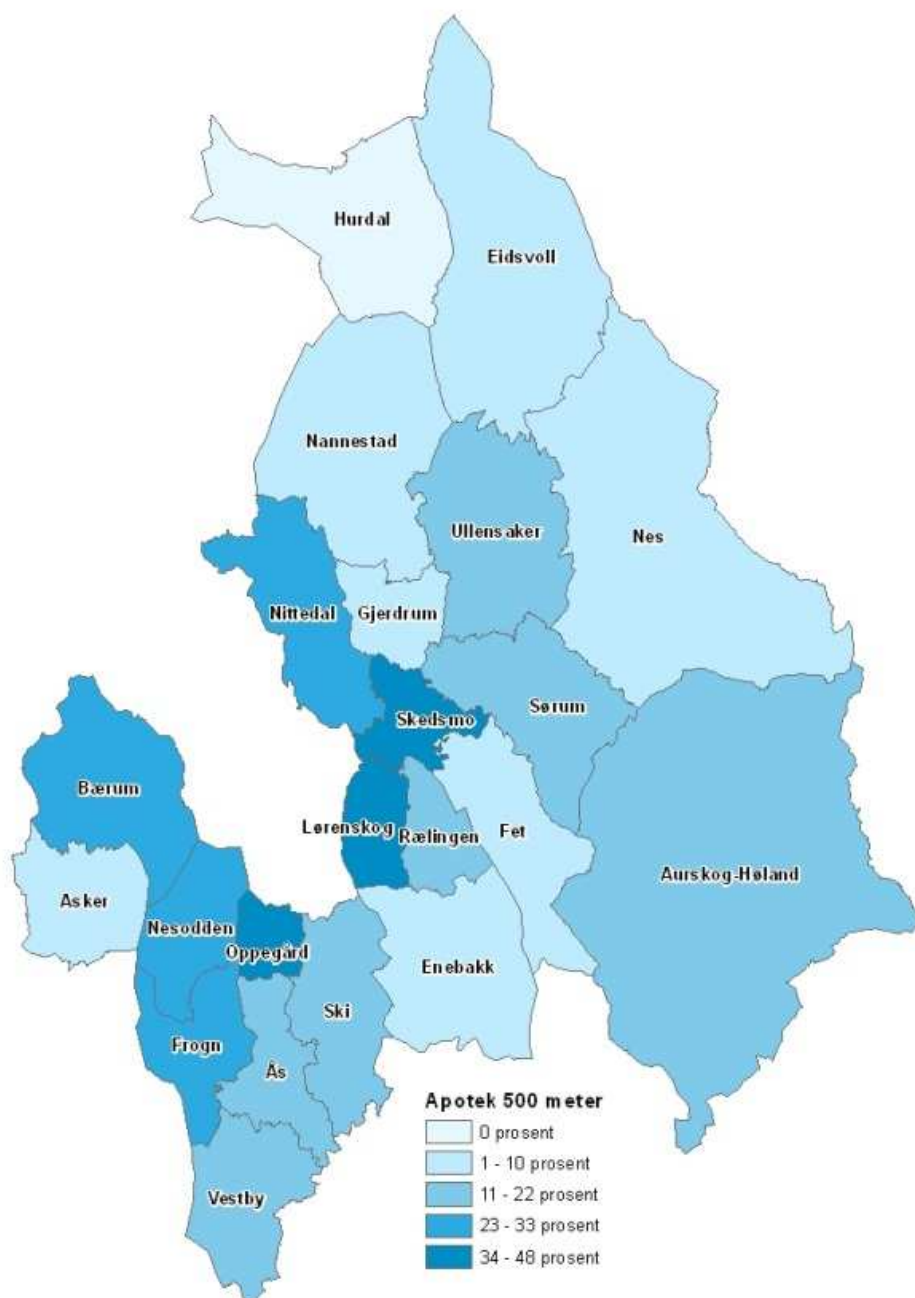 Hurdal
Eidsvoll
Nannestad
Ullensaker
Nes
Nittedal
Gjerdrum
Skedsmo
Sørum
Bærum
Lørenskog
Rælingen
Fet
Aurskog-Høland
Asker
Nesodden
Oppegård
Enebakk
Ski
Frogn
Ås
Vestby
Apotek 500 meter
0 prosent
1 - 10 prosent
11 - 22 prosent
23 - 33 prosent
34 - 48 prosent